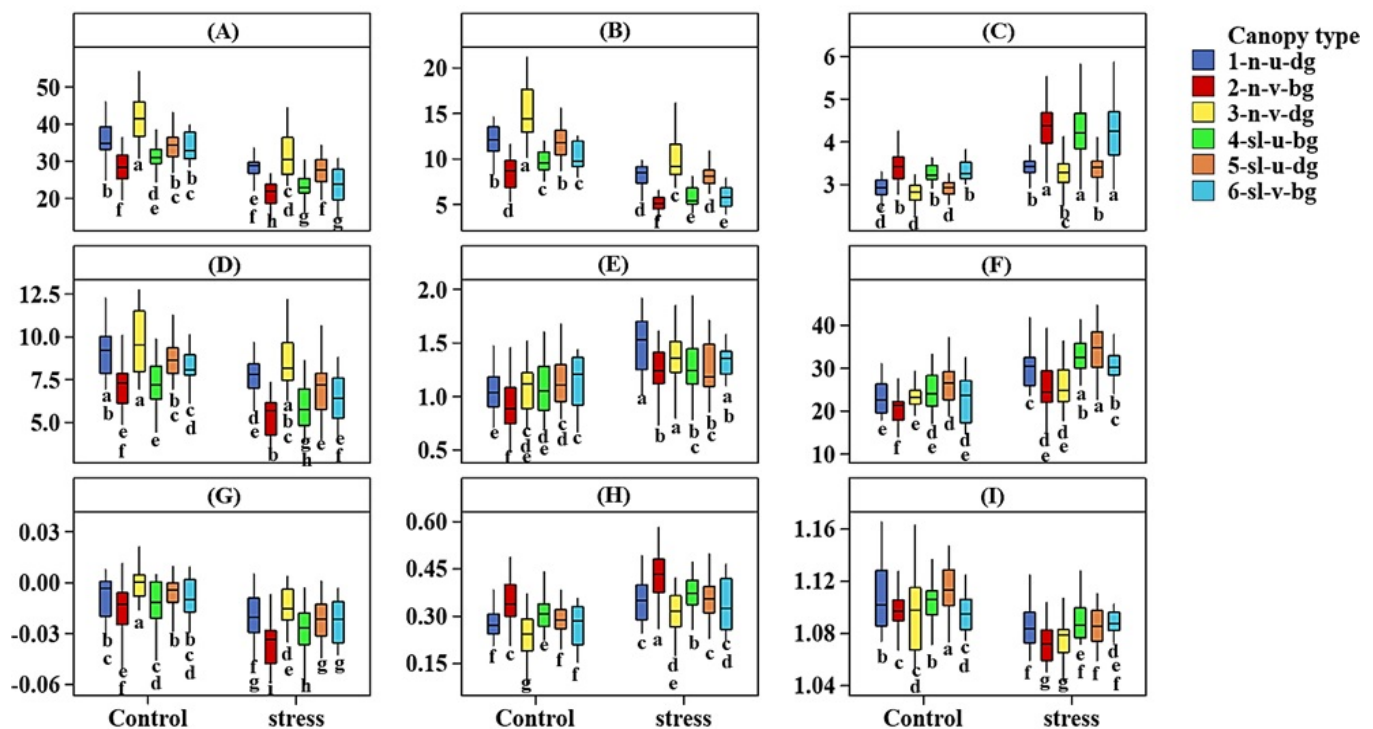 (A) (B) (C)
Canopy type
1-n-u-dg
2-n-v-bg
3-n-v-dg
4-sl-u-bg
5-sl-u-dg
6-sl-v-bg
50
40
30
20
b f a d e b c b c e f h c d g f g
20
15
10
5
b d a c b c d f c e d e
6
5
4
3
c d b d b d b b a b c a b a
(D) (E) (F)
12.5
10.0
7.5
5.0
a b e f a e b c c d d e b a b c g h e e f
2.0
1.5
1.0
0.5
e f c d e d e c d c a b a b c b c a b
40
30
20
10
e f e d e d d e c d e d e a b a b c
(G) (H) (I)
0.03
0.00
-0.03
-0.06
b c e f a c d b b c d f g i d e h g g
0.60
0.45
0.30
0.15
f c g e f f c a d e b c c d
1.16
1.12
1.08
1.04
b c c d b a c d f g g e f f d e f
Control stress Control stress Control stress